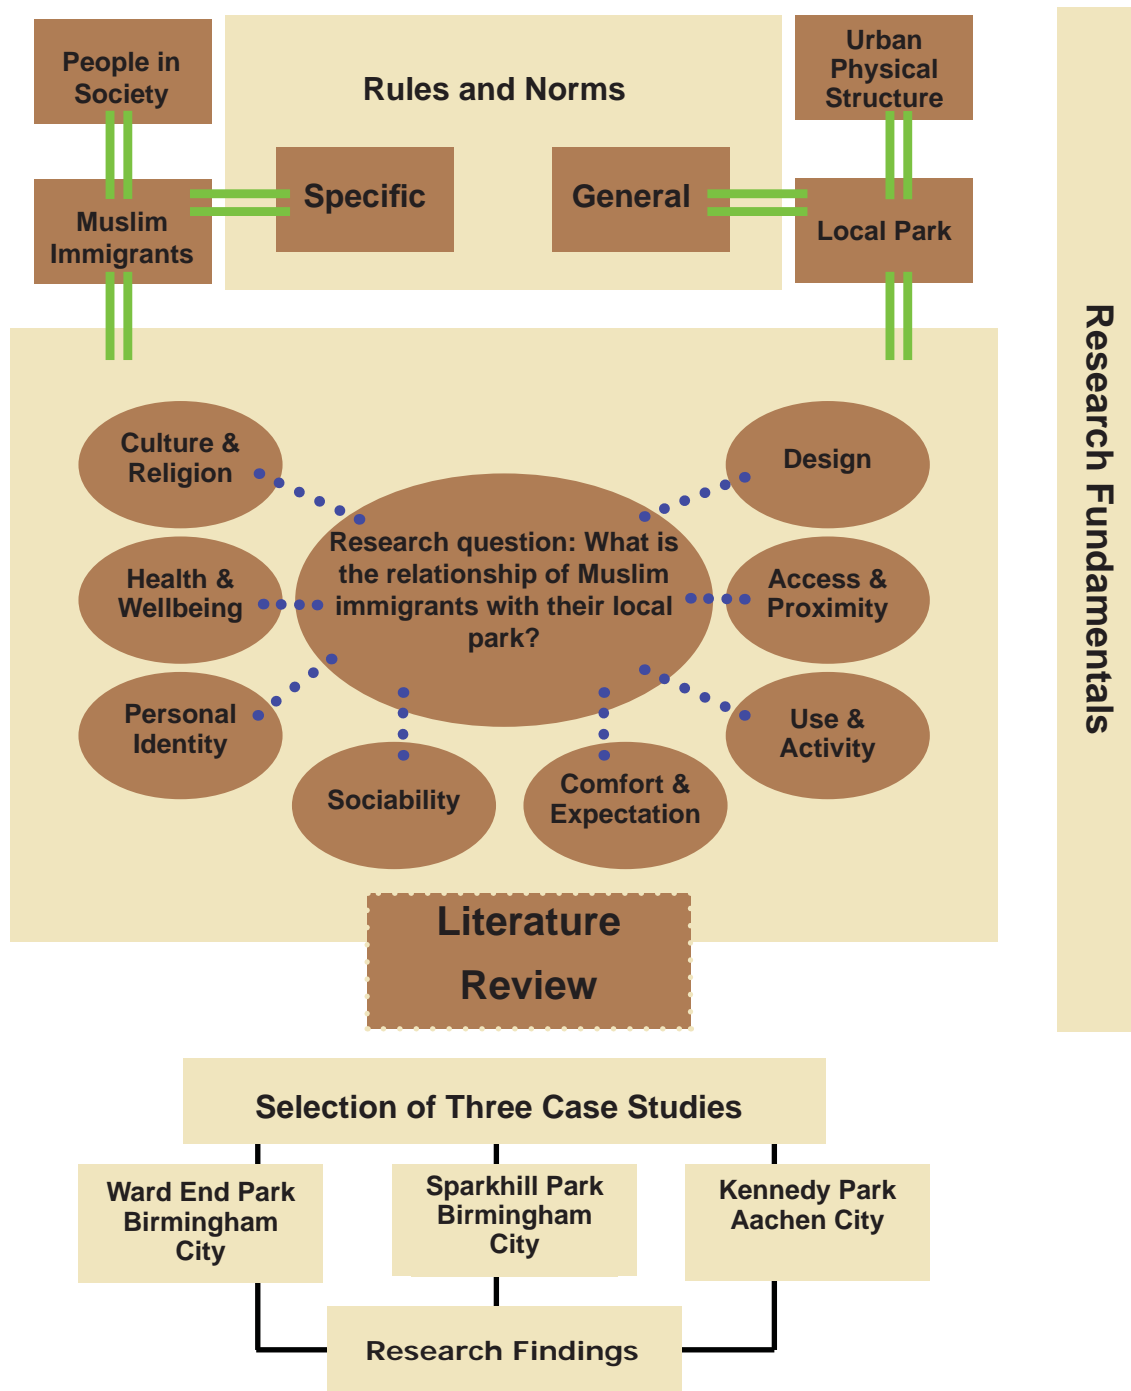 People in
Society
Rules and Norms
Urban
Physical
Structure
Muslim
Immigrants
Specific
General
Local Park
Research Fundamentals
Culture &
Religion
Design
Research question: What is
the relationship of Muslim
immigrants with their local
park?
Health &
Wellbeing
Access &
Proximity
Personal
Identity
Use &
Activity
Sociability
Comfort &
Expectation
Literature
Review
Selection of Three Case Studies
Ward End Park
Birmingham
City
Sparkhill Park
Birmingham
City
Kennedy Park
Aachen City
Research Findings